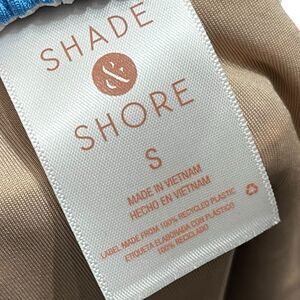 SHADE
&
SHORE
S
MADE IN VIETNAM
HECHO EN VIETNAM
LABEL MADE FROM 100% RECYCLED PLASTIC
ETIQUETA ELABORADA CON PLÁSTICO
100% RECICLADO